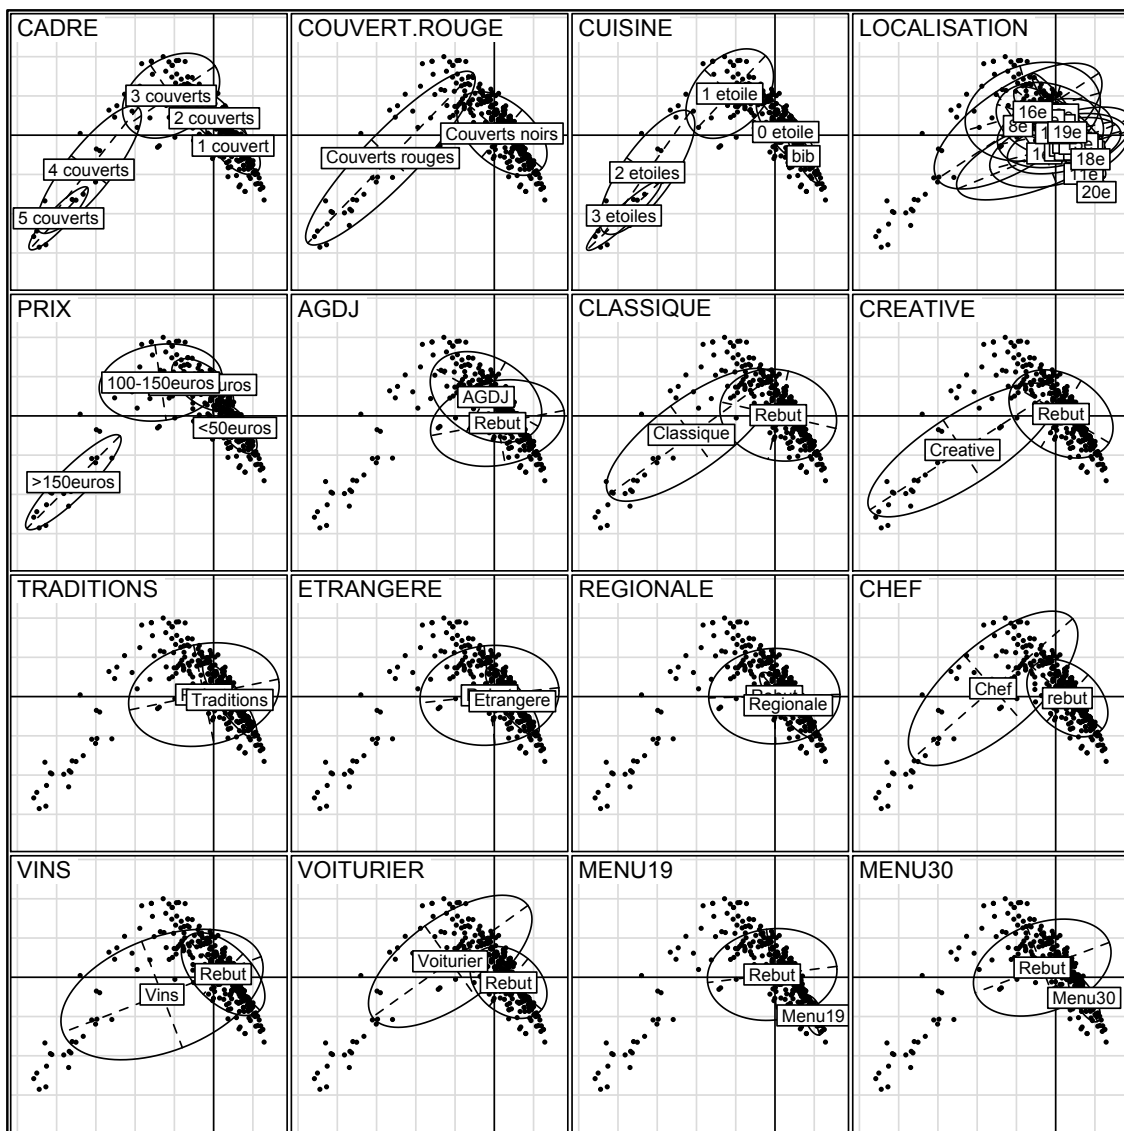 CADRE
3 couverts
2 couverts
1 couvert
4 couverts
5 couverts
COUVERT.ROUGE
Couverts noirs
Couverts rouges
CUISINE
1 etoile
0 etoile
bib
2 etoiles
3 etoiles
LOCALISATION
16e
8e
19e
18e
1e
20e
PRIX
100-150euros
<50euros
>150euros
AGDJ
AGDJ
Rebut
CLASSIQUE
Rebut
Classique
CREATIVE
Rebut
Creative
TRADITIONS
Traditions
ETRANGERE
Etrangere
REGIONALE
Rebut
Regionale
CHEF
Chef
rebut
VINS
Rebut
Vins
VOITURIER
Voiturier
Rebut
MENU19
Rebut
Menu19
MENU30
Rebut
Menu30